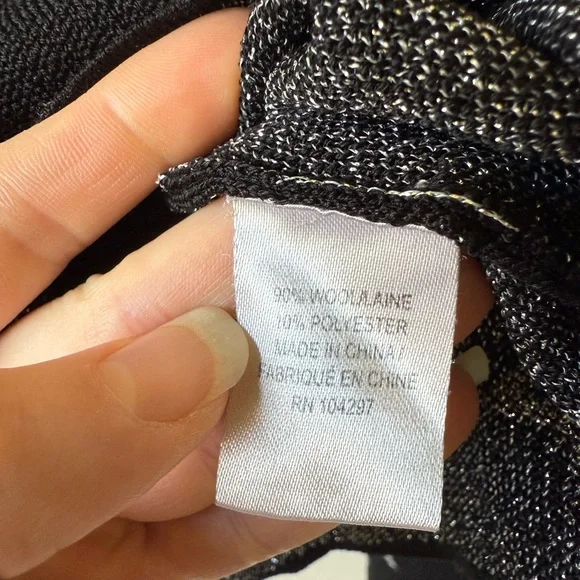 90% WOOL/LAINE
10% POLYESTER
MADE IN CHINA /
FABRIQUÉ EN CHINE
RN 104297